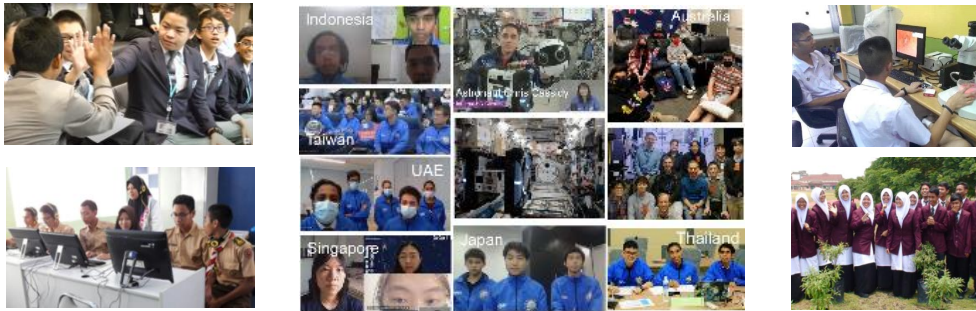 Indonesia
Australia
Astronaut Chris Cassidy
Taiwan
UAE
Singapore
Japan
Thailand